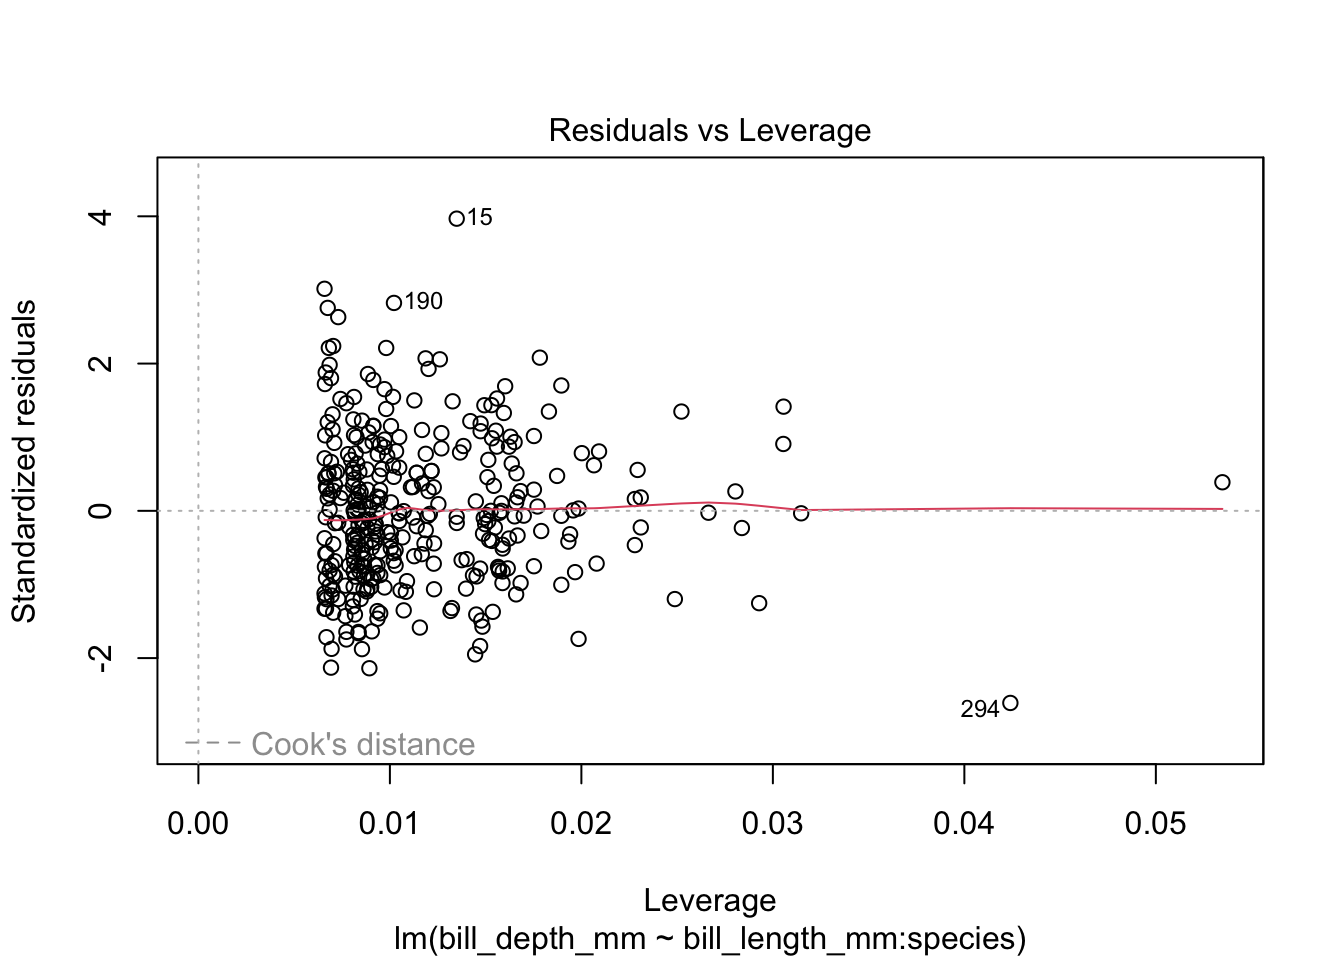 Residuals vs Leverage
Standardized residuals
4
2
0
-2
15
190
294
Cook's distance
0.00 0.01 0.02 0.03 0.04 0.05
Leverage
lm(bill_depth_mm ~ bill_length_mm:species)